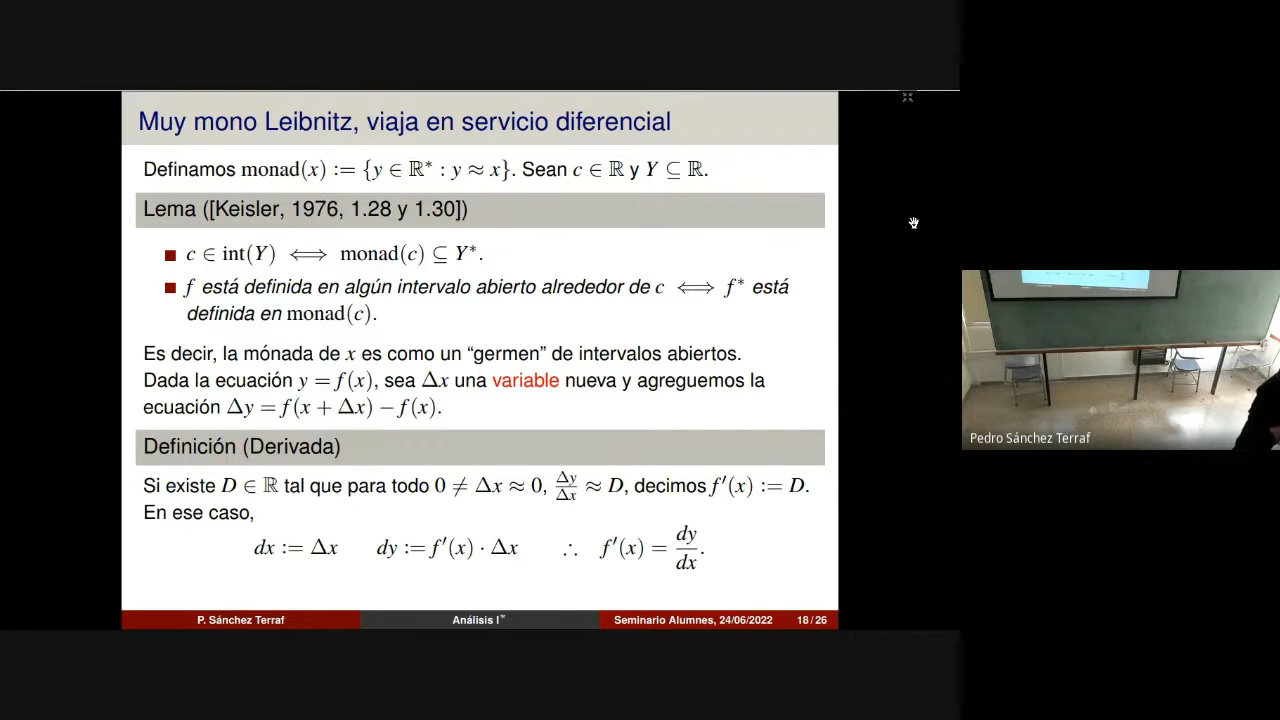 Muy mono Leibnitz, viaja en servicio diferencial
Definamos monad(x) := {y ∈ ℝ* : y ≈ x}. Sean c ∈ ℝ y Y ⊆ ℝ.
Lema ([Keisler, 1976, 1.28 y 1.30])
c ∈ int(Y) ⟺ monad(c) ⊆ Y*.
f está definida en algún intervalo abierto alrededor de c ⟺ f* está
definida en monad(c).
Es decir, la mónada de x es como un “germen” de intervalos abiertos.
Dada la ecuación y = f(x), sea Δx una variable nueva y agreguemos la
ecuación Δy = f(x + Δx) − f(x).
Definición (Derivada)
Si existe D ∈ ℝ tal que para todo 0 ≠ Δx ≈ 0, Δy/Δx ≈ D, decimos f′(x) := D.
En ese caso,
dx := Δx dy := f′(x) · Δx ∴ f′(x) = dy/dx.
P. Sánchez Terraf Análisis I* Seminario Alumnes, 24/06/2022 18 / 26
Pedro Sánchez Terraf